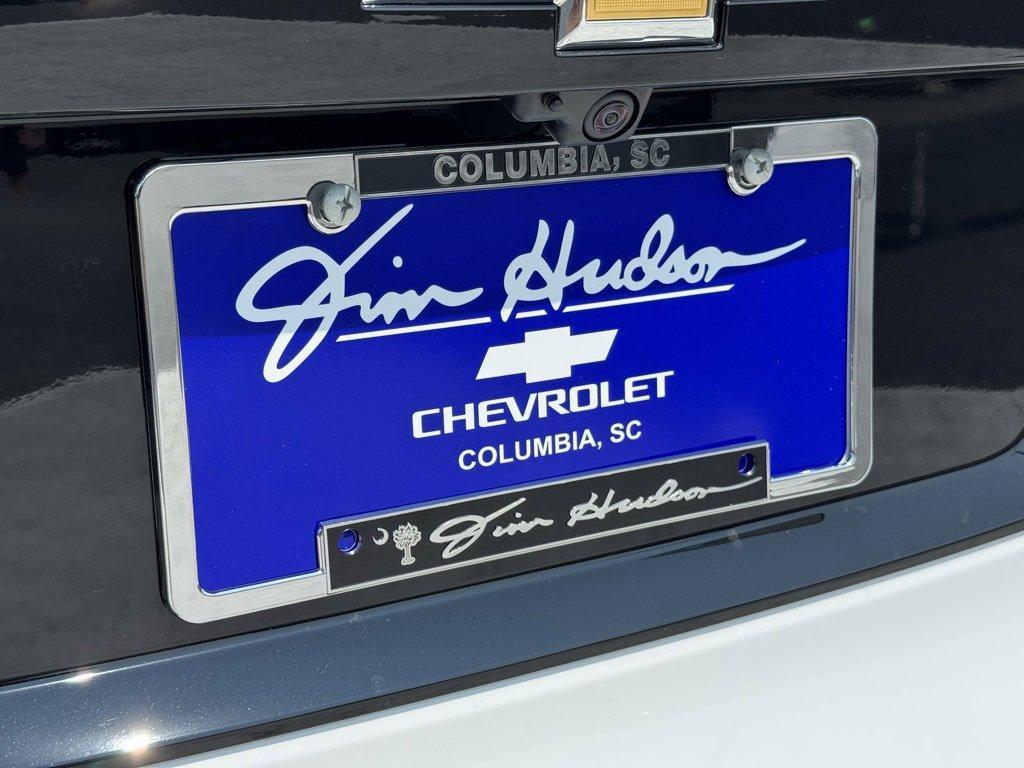 COLUMBIA, SC
Jim Hudson
CHEVROLET
COLUMBIA, SC
Jim Hudson